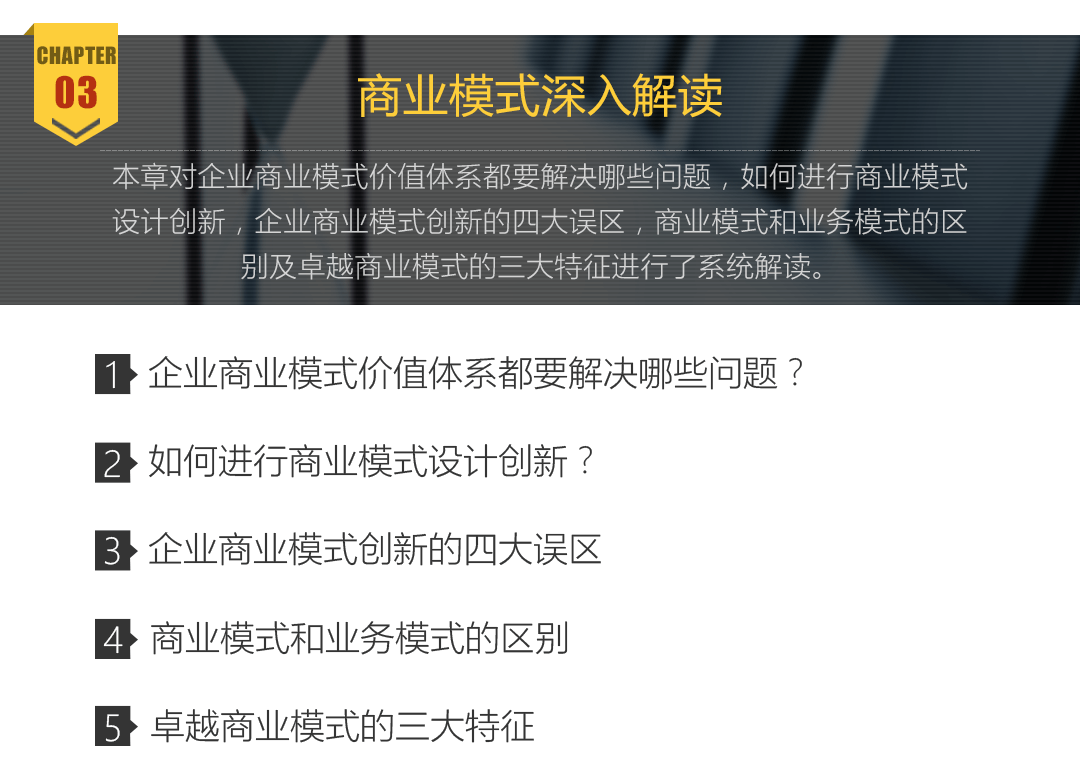 CHAPTER
03
商业模式深入解读
本章对企业商业模式价值体系都要解决哪些问题，如何进行商业模式
设计创新，企业商业模式创新的四大误区，商业模式和业务模式的区
别及卓越商业模式的三大特征进行了系统解读。
1 企业商业模式价值体系都要解决哪些问题？
2 如何进行商业模式设计创新？
3 企业商业模式创新的四大误区
4 商业模式和业务模式的区别
5 卓越商业模式的三大特征